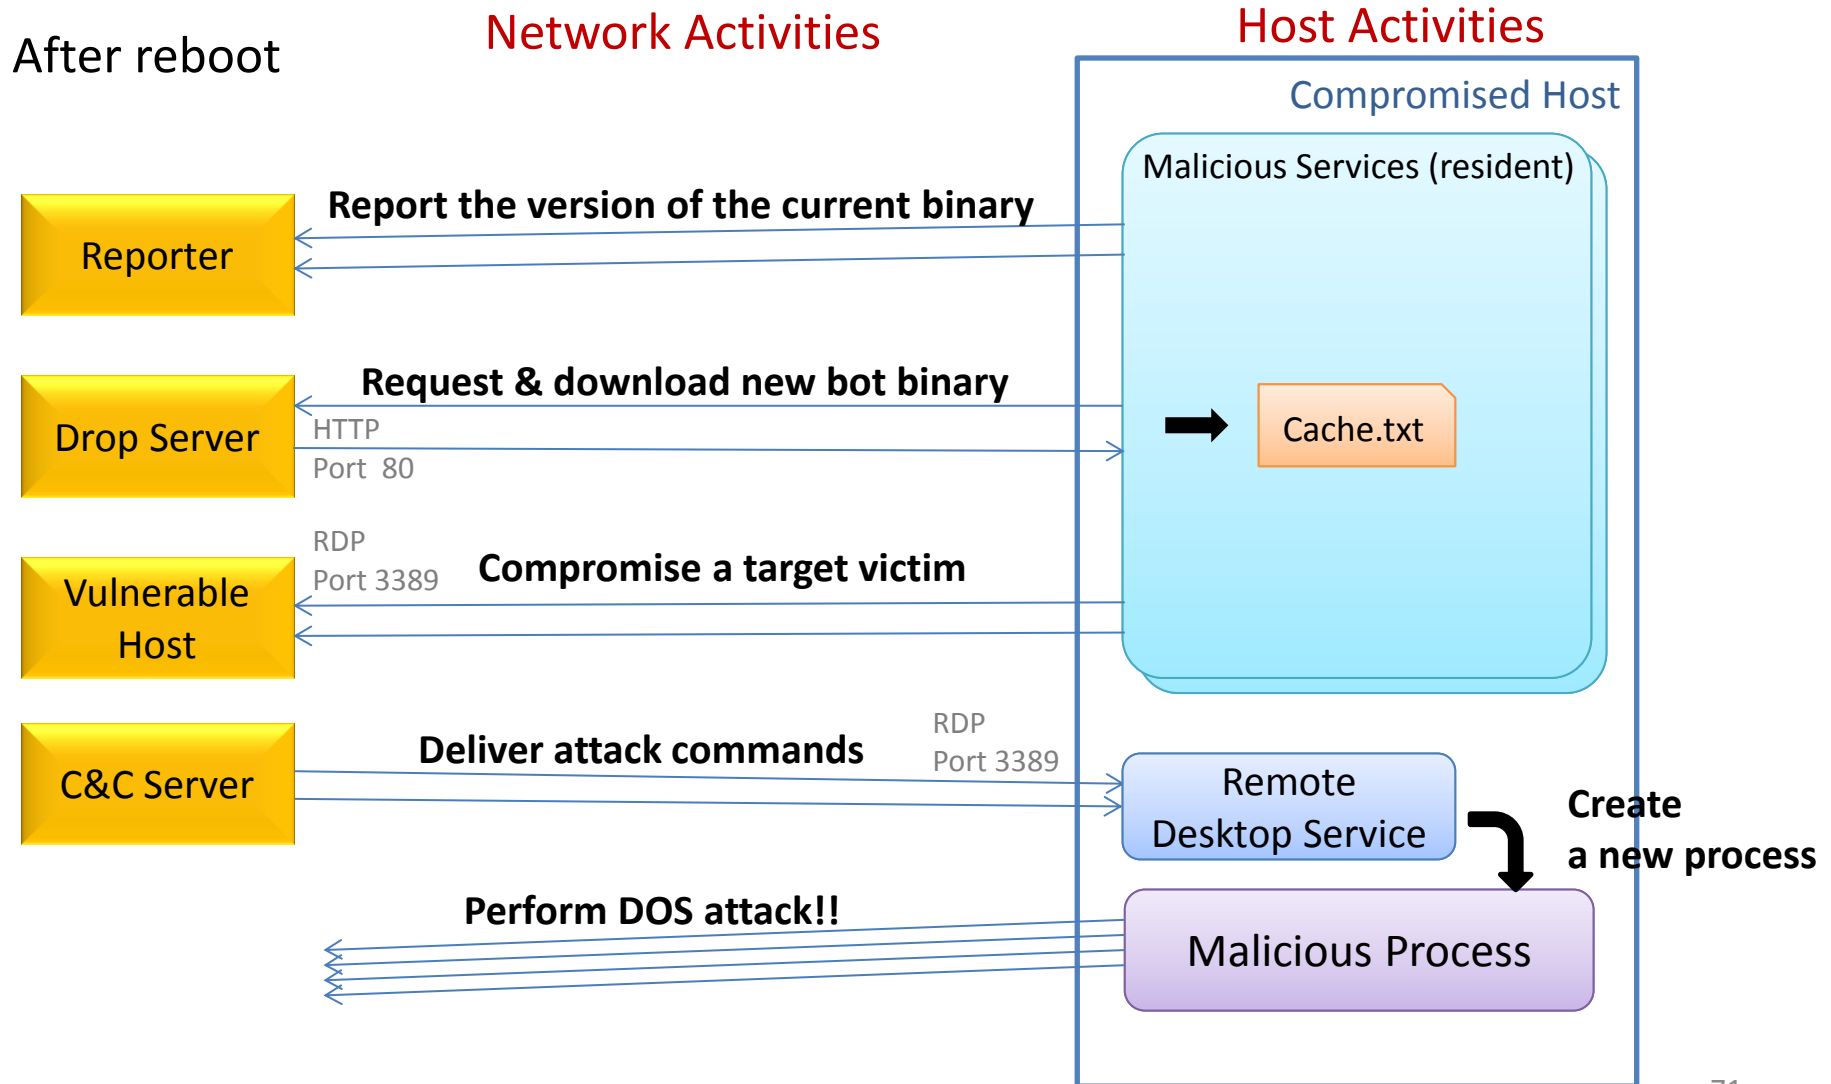 After reboot
Network Activities
Host Activities
Compromised Host
Malicious Services (resident)
Report the version of the current binary
Reporter
Request & download new bot binary
Drop Server
HTTP
Port 80
Cache.txt
RDP
Port 3389
Compromise a target victim
Vulnerable
Host
Deliver attack commands
RDP
Port 3389
C&C Server
Remote
Desktop Service
Create
a new process
Perform DOS attack!!
Malicious Process